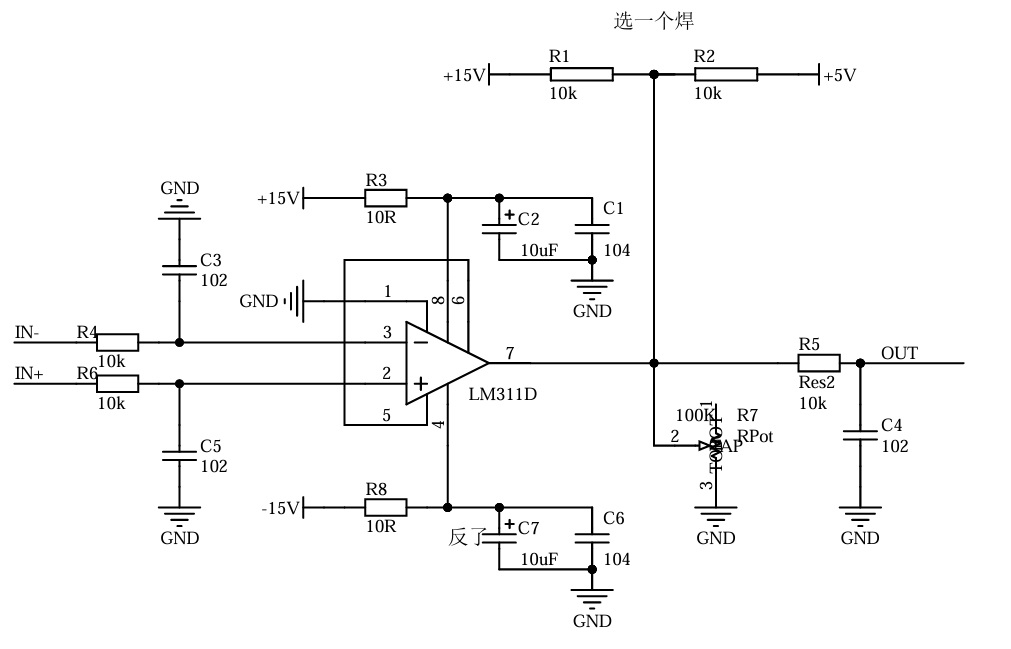 选一个焊
R1
R2
+15V
+5V
10k
10k
GND
R3
+15V
10R
C1
+
C2
10uF
104
C3
102
GND
GND
1
8
6
IN-
R4
3
10k
7
R5
OUT
IN+
R6
2
10k
LM311D
Res2
10k
5
4
100K
1
R7
RPot
2
TOPOT
AP
3
C4
102
C5
102
-15V
R8
10R
反了
+
C7
10uF
C6
104
GND
GND
GND
GND